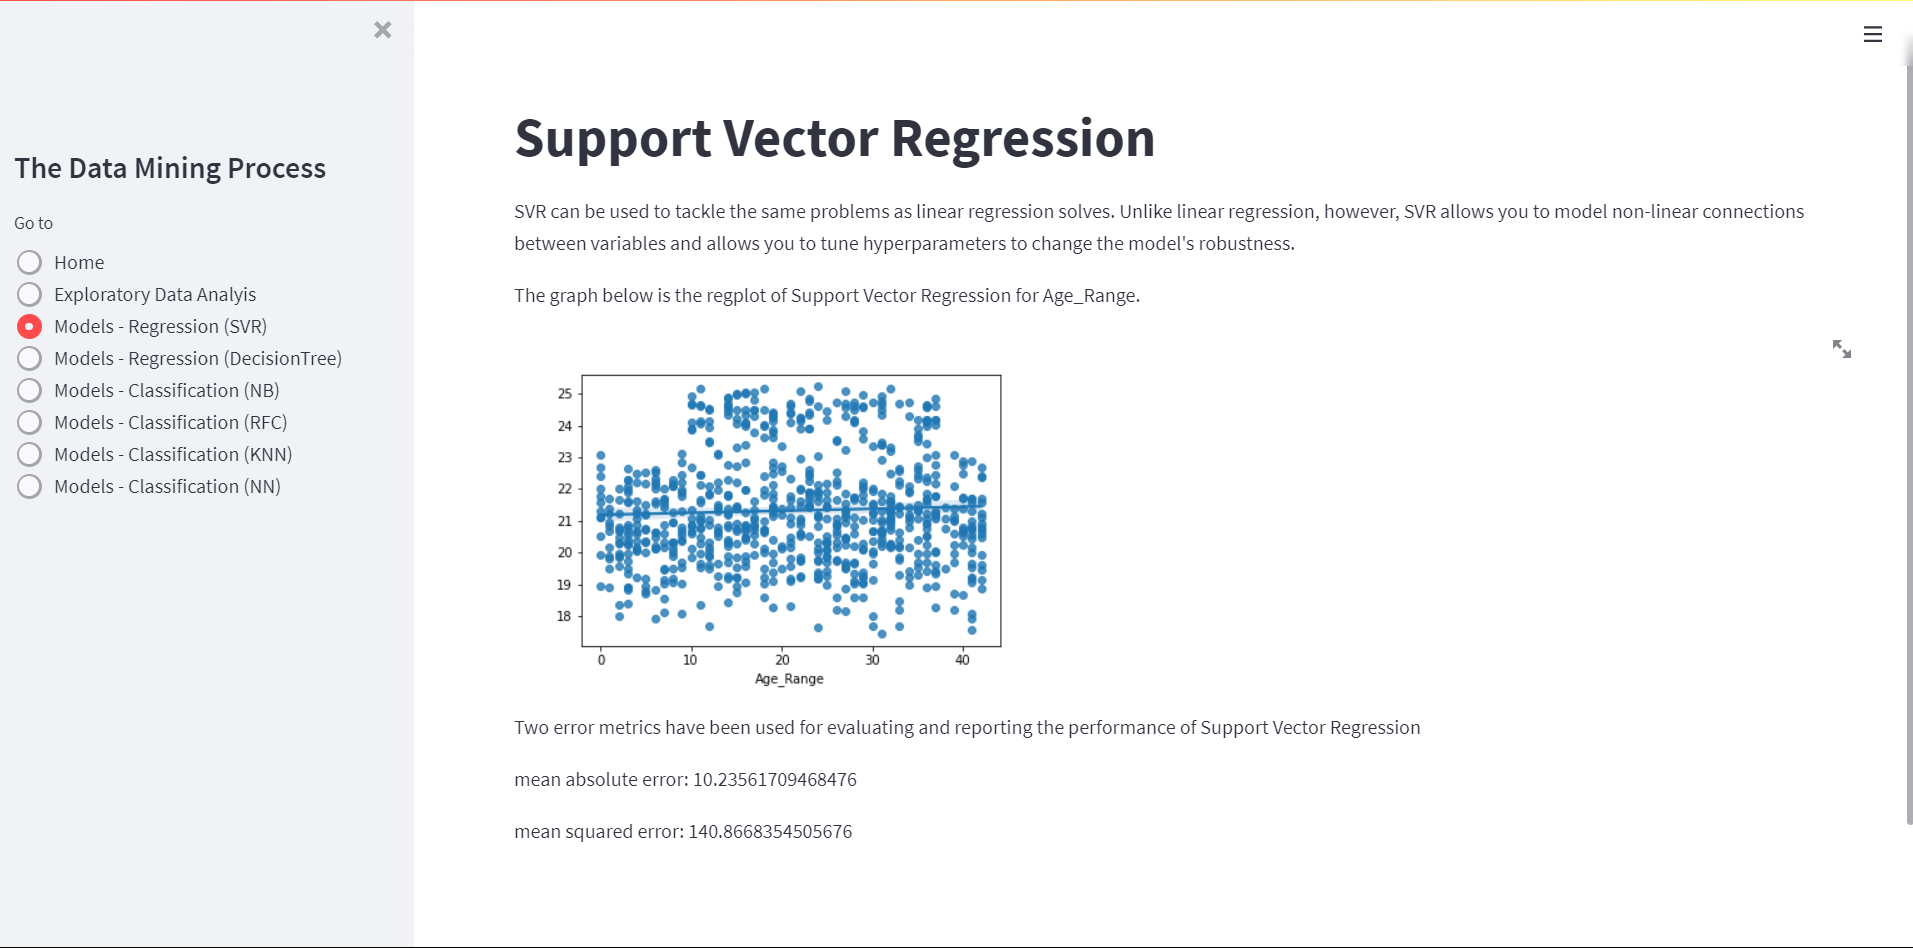 The Data Mining Process
Go to
Home
Exploratory Data Analyis
Models - Regression (SVR)
Models - Regression (DecisionTree)
Models - Classification (NB)
Models - Classification (RFC)
Models - Classification (KNN)
Models - Classification (NN)
Support Vector Regression
SVR can be used to tackle the same problems as linear regression solves. Unlike linear regression, however, SVR allows you to model non-linear connections
between variables and allows you to tune hyperparameters to change the model's robustness.
The graph below is the regplot of Support Vector Regression for Age_Range.
25
24
23
22
21
20
19
18
0 10 20 30 40
Age_Range
Two error metrics have been used for evaluating and reporting the performance of Support Vector Regression
mean absolute error: 10.23561709468476
mean squared error: 140.8668354505676